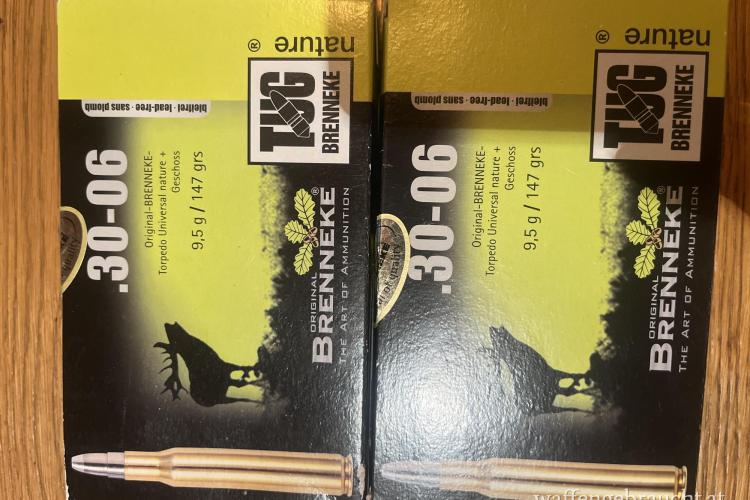 nature®
TUG
BRENNEKE
bleifrei · lead-free · sans plomb
.30-06
Original-BRENNEKE-
Torpedo Universal nature +
Geschoss
9,5 g / 147 grs
ORIGINAL
BRENNEKE®
THE ART OF AMMUNITION
nature®
TUG
BRENNEKE
bleifrei · lead-free · sans plomb
.30-06
Original-BRENNEKE-
Torpedo Universal nature +
Geschoss
9,5 g / 147 grs
ORIGINAL
BRENNEKE®
THE ART OF AMMUNITION
waffengebraucht.at